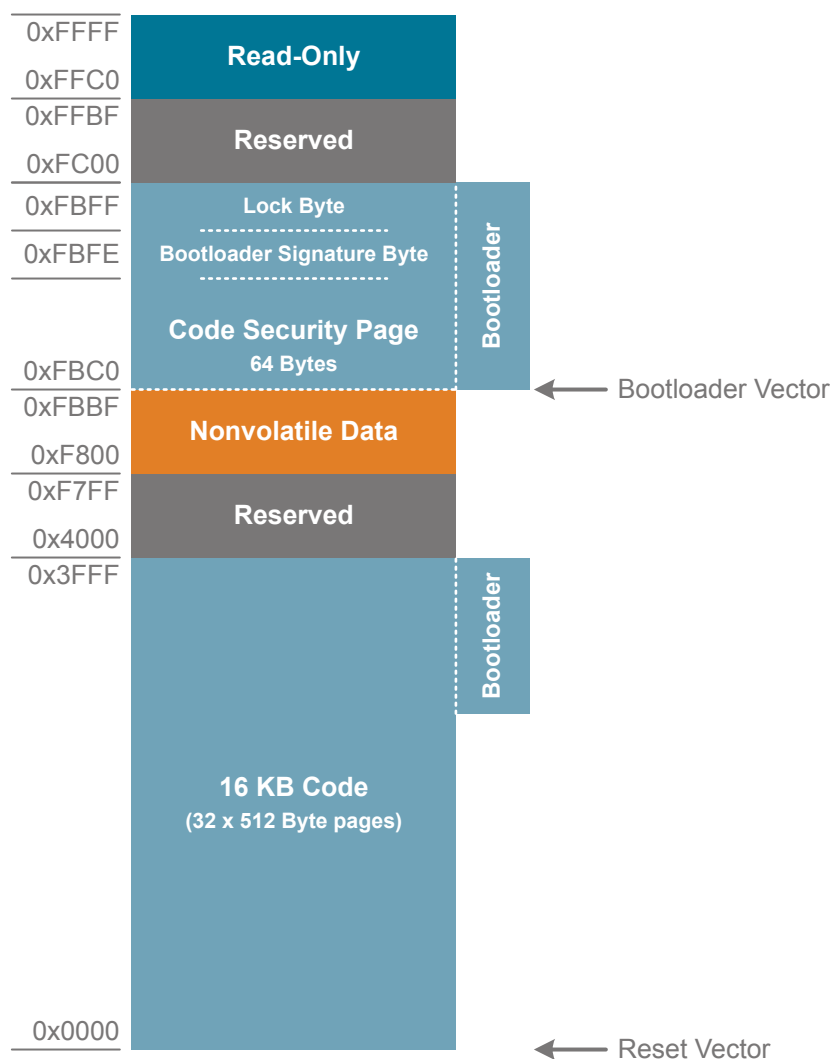 0xFFFF
Read-Only
0xFFC0
0xFFBF
Reserved
0xFC00
0xFBFF
Lock Byte
0xFBFE
Bootloader Signature Byte
Bootloader
Code Security Page
64 Bytes
0xFBC0
Bootloader Vector
0xFBBF
Nonvolatile Data
0xF800
0xF7FF
Reserved
0x4000
0x3FFF
Bootloader
16 KB Code
(32 x 512 Byte pages)
0x0000
Reset Vector